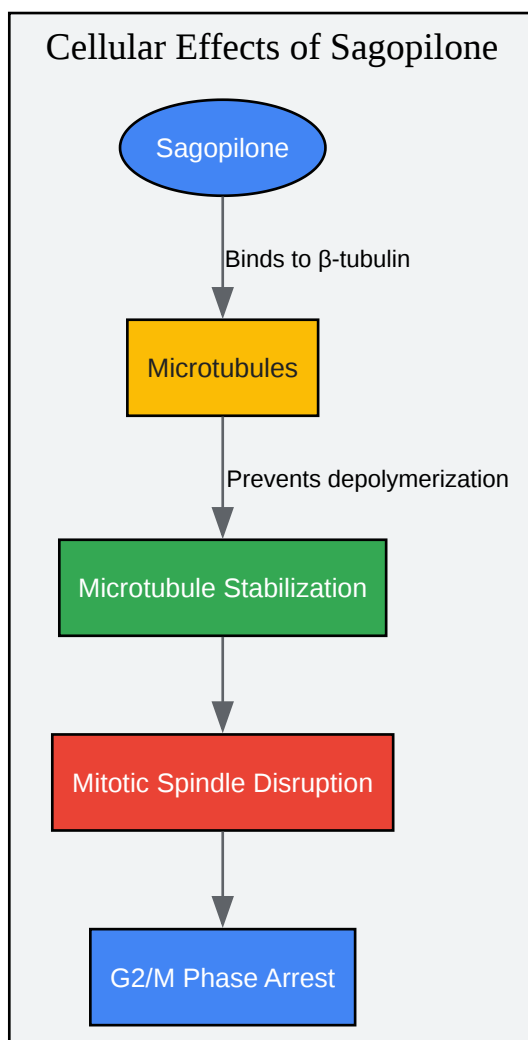 Cellular Effects of Sagopilone
Sagopilone
Binds to β-tubulin
Microtubules
Prevents depolymerization
Microtubule Stabilization
Mitotic Spindle Disruption
G2/M Phase Arrest